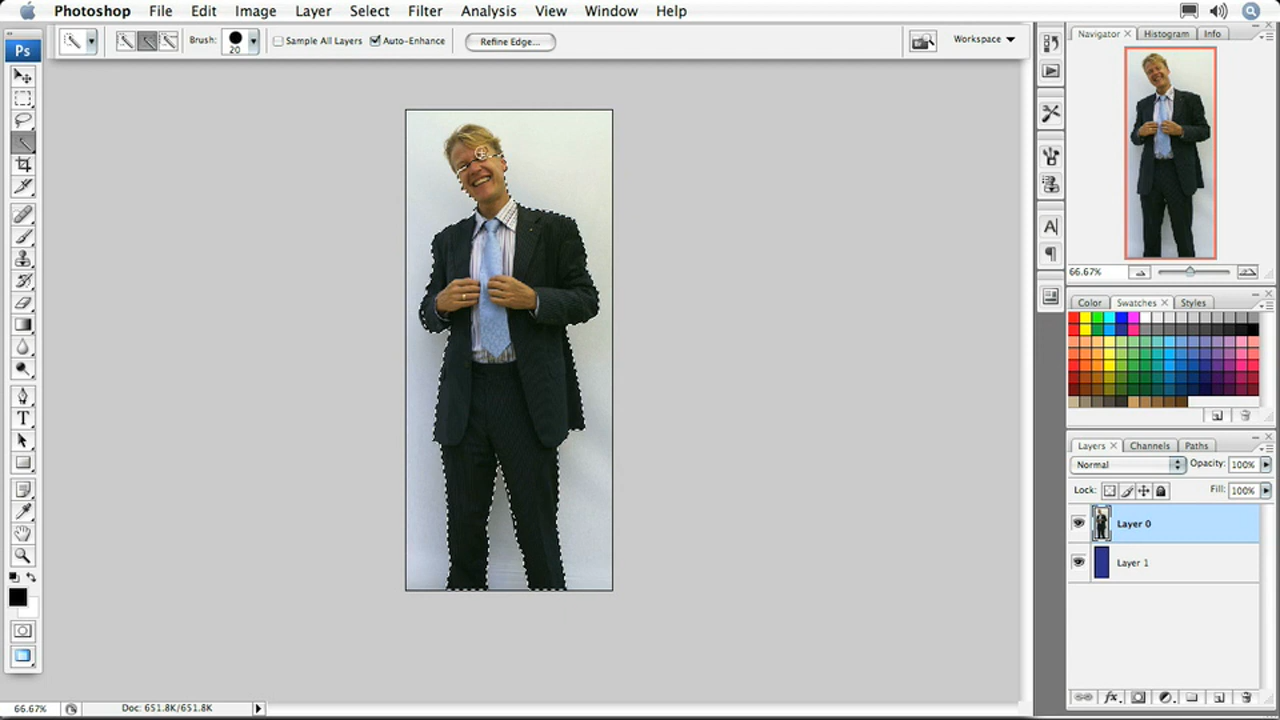 Photoshop File Edit Image Layer Select Filter Analysis View Window Help
Brush: 20 Sample All Layers Auto-Enhance Refine Edge... Workspace
Ps
Navigator Histogram Info
66.67%
Color Swatches Styles
Layers Channels Paths
Normal Opacity: 100%
Lock: Fill: 100%
Layer 0
Layer 1
T
A
fx
66.67% Doc: 651.8K/651.8K